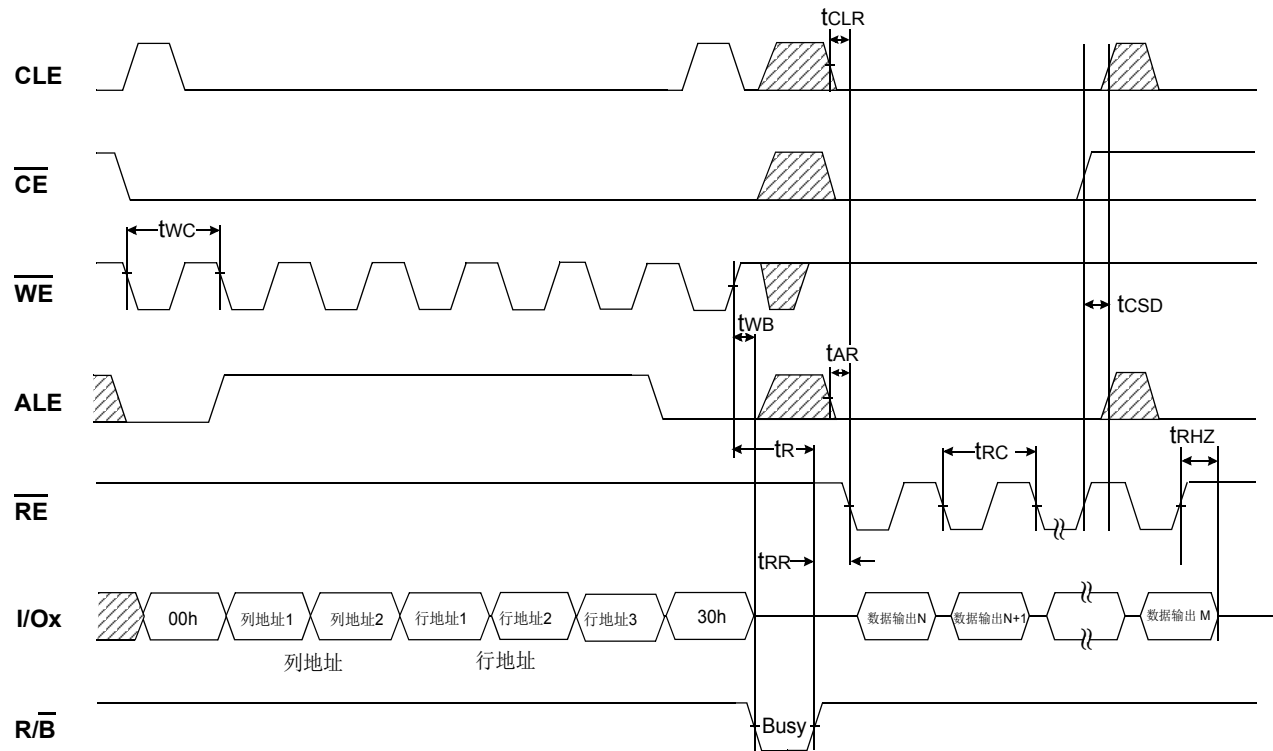 tCLR
CLE
CE
tWC
WE
tWB
tCSD
tAR
ALE
tR
tRC
tRHZ
RE
tRR
I/Ox
00h 列地址1 列地址2 行地址1 行地址2 行地址3 30h 数据输出N 数据输出N+1 数据输出 M
列地址 行地址
R/B
Busy